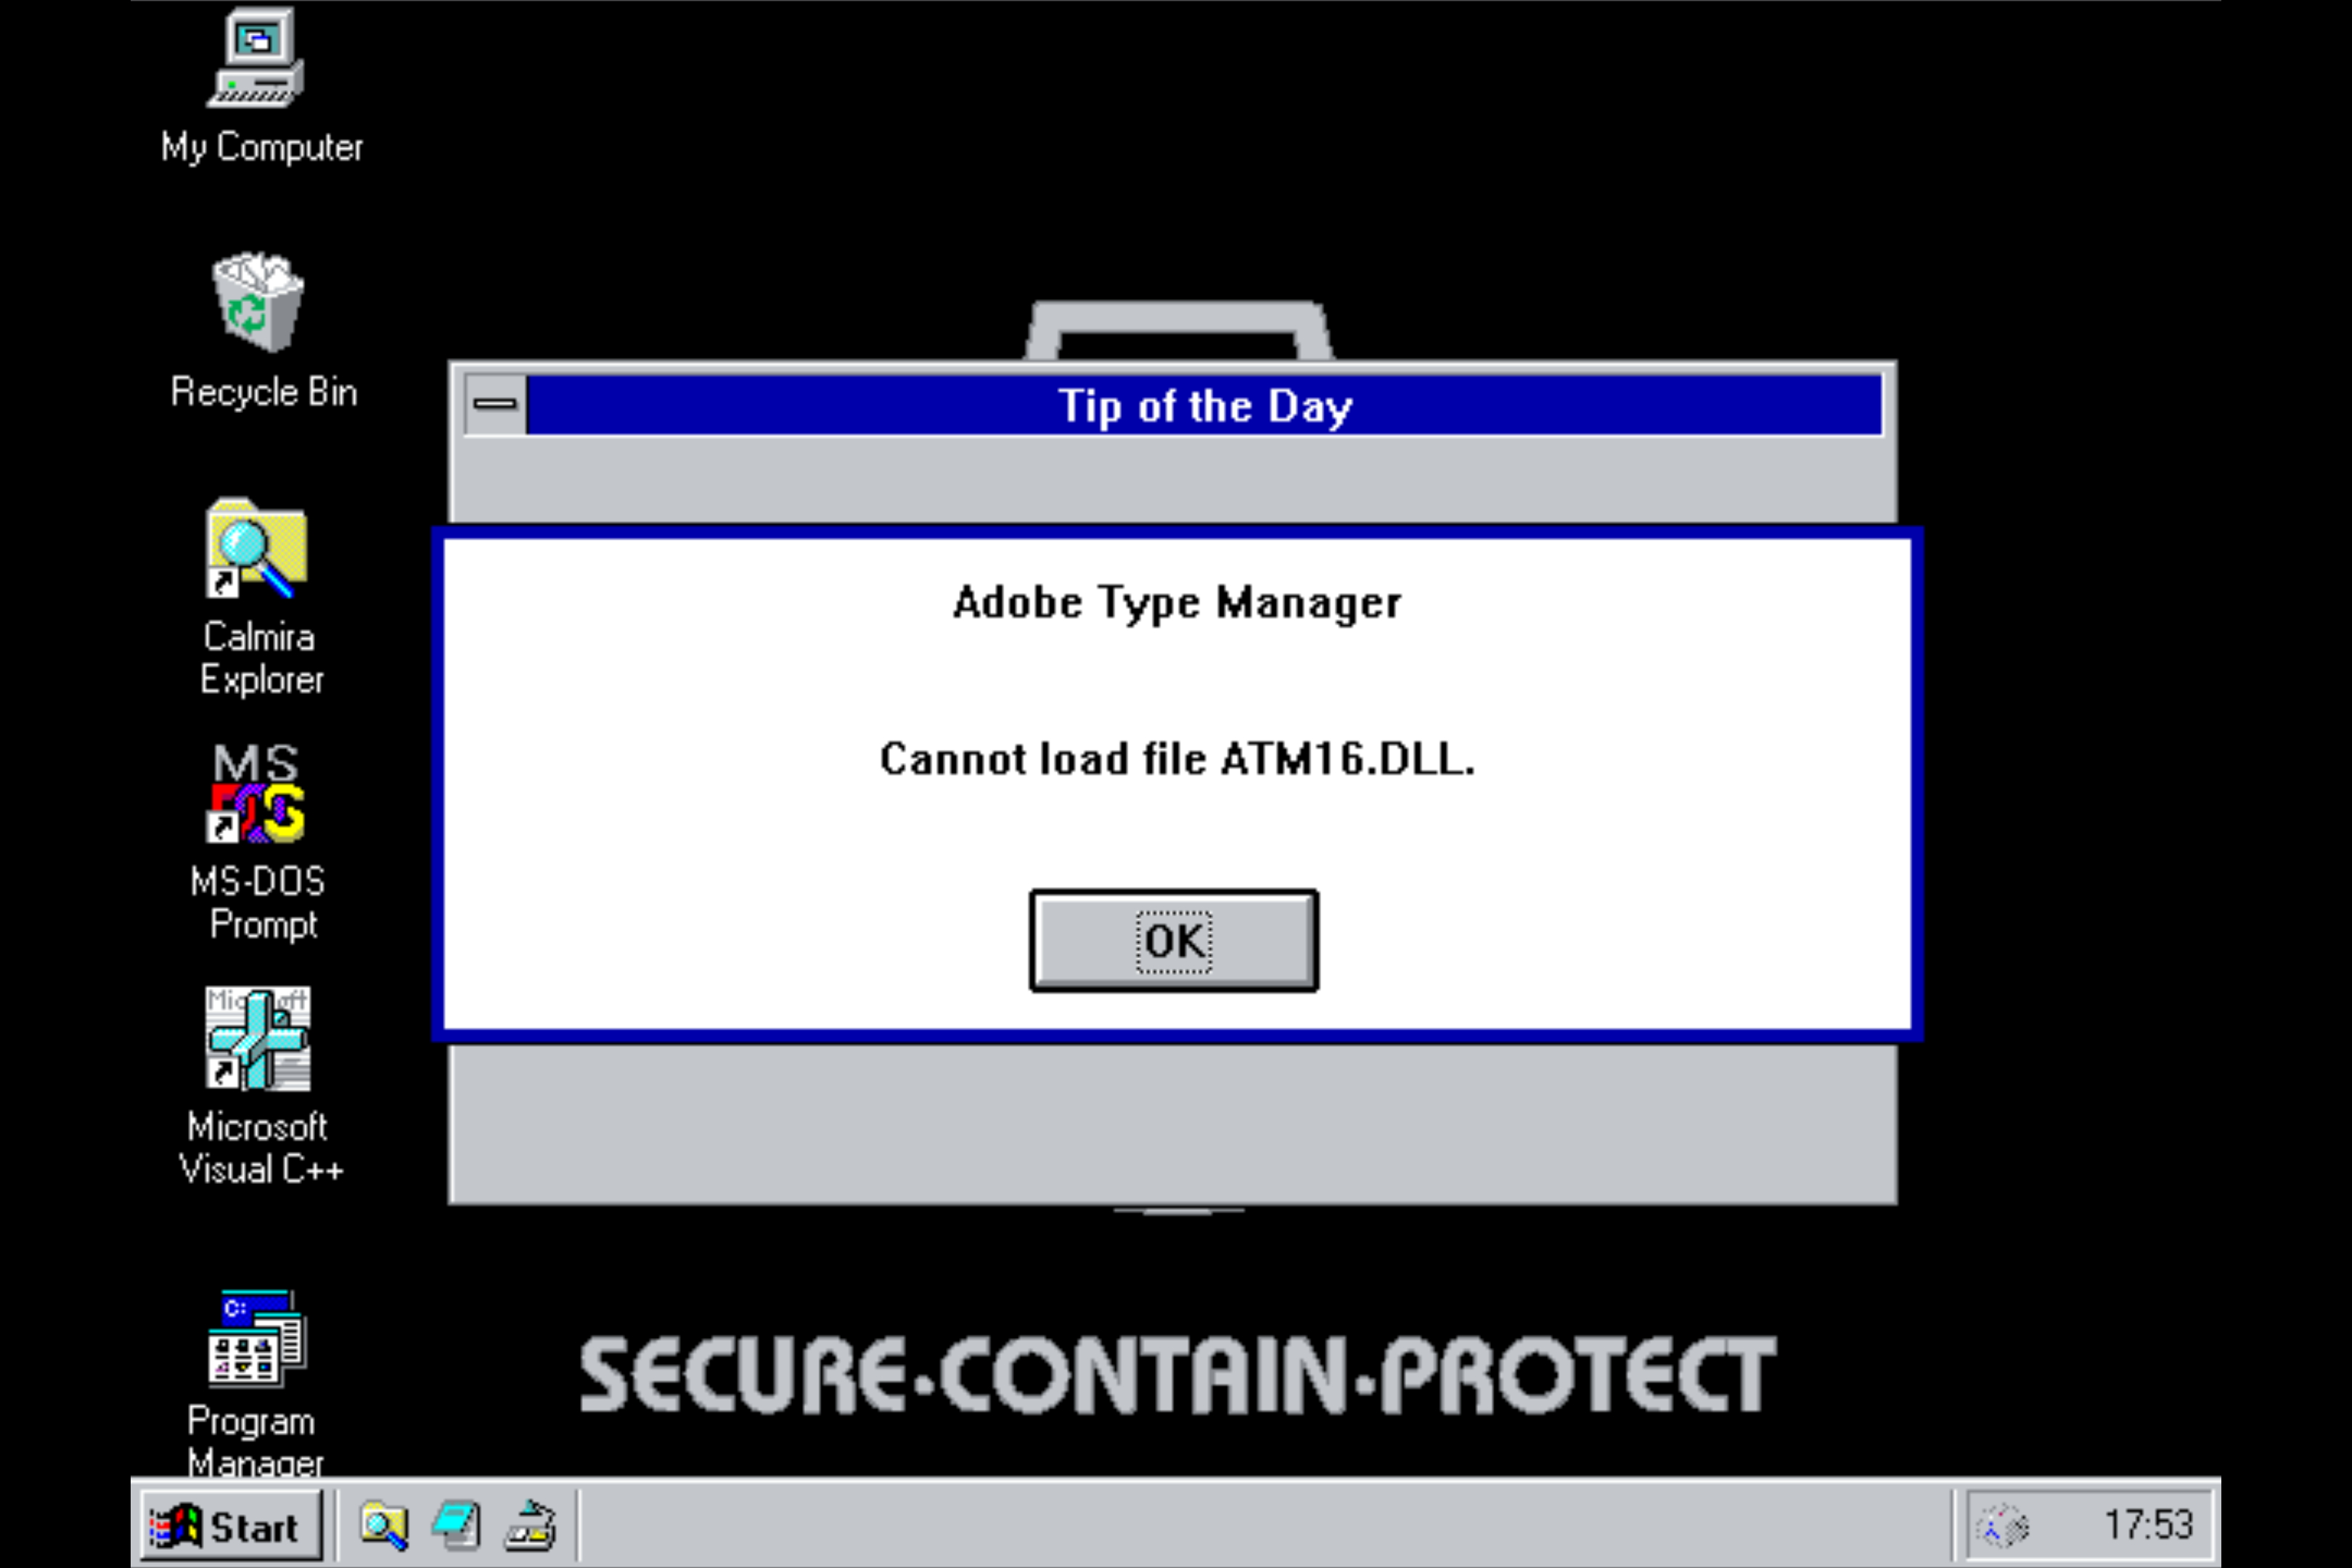 My Computer
Recycle Bin
Calmira
Explorer
MS
MS-DOS
Prompt
Microsoft
Visual C++
C:
Program
Manager
Tip of the Day
Adobe Type Manager
Cannot load file ATM16.DLL.
OK
SECURE•CONTAIN•PROTECT
Start
17:53